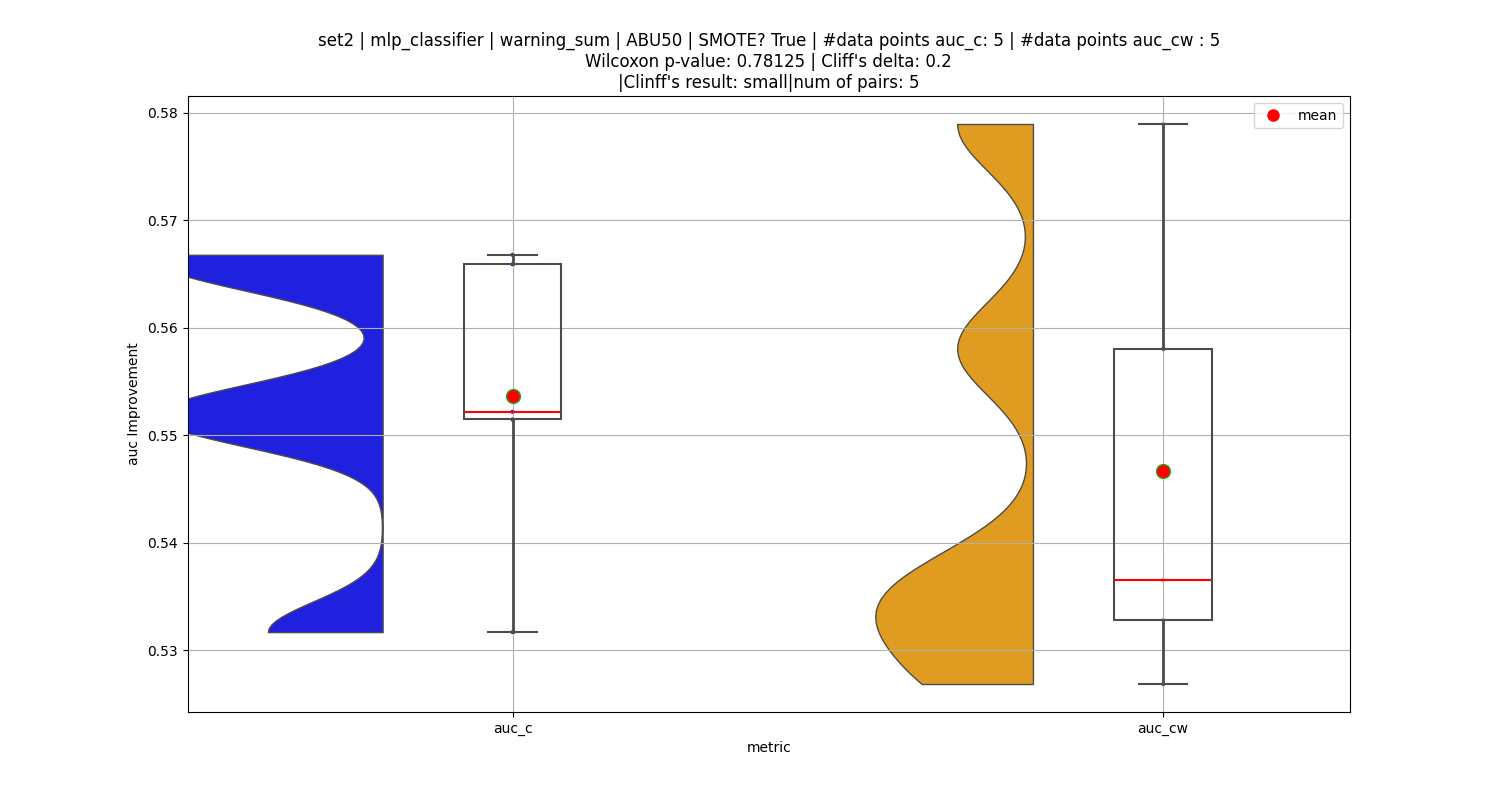 set2 | mlp_classifier | warning_sum | ABU50 | SMOTE? True | #data points auc_c: 5 | #data points auc_cw : 5
Wilcoxon p-value: 0.78125 | Cliff's delta: 0.2
|Clinff's result: small|num of pairs: 5
mean
0.58
0.57
0.56
0.55
0.54
0.53
auc Improvement
auc_c
auc_cw
metric